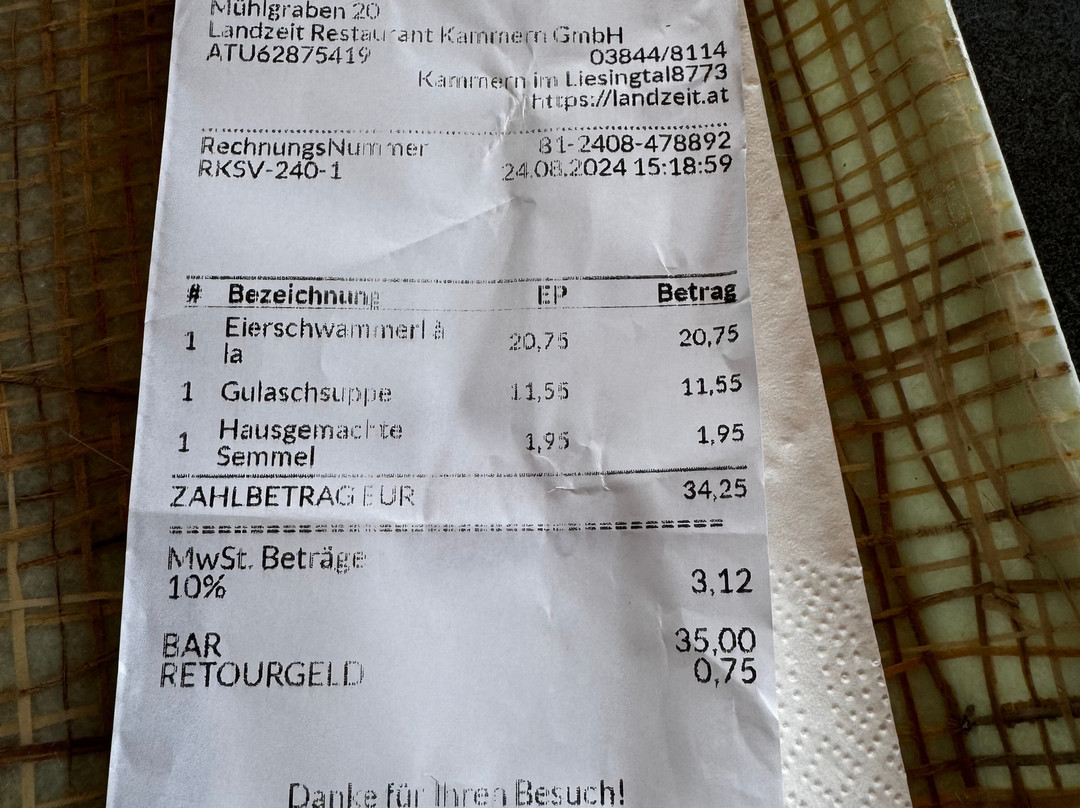 Mühlgraben 20
Landzeit Restaurant Kammern GmbH
ATU62875419 03844/8114
Kammern im Liesingtal8773
https://landzeit.at
RechnungsNummer 81-2408-478892
RKSV-240-1 24.08.2024 15:18:59
# Bezeichnung EP Betrag
1 Eierschwammerl à la 20,75 20,75
1 Gulaschsuppe 11,55 11,55
1 Hausgemachte Semmel 1,95 1,95
ZAHLBETRAG EUR 34,25
MwSt. Beträge
10% 3,12
BAR 35,00
RETOURGELD 0,75
Danke für Ihren Besuch!